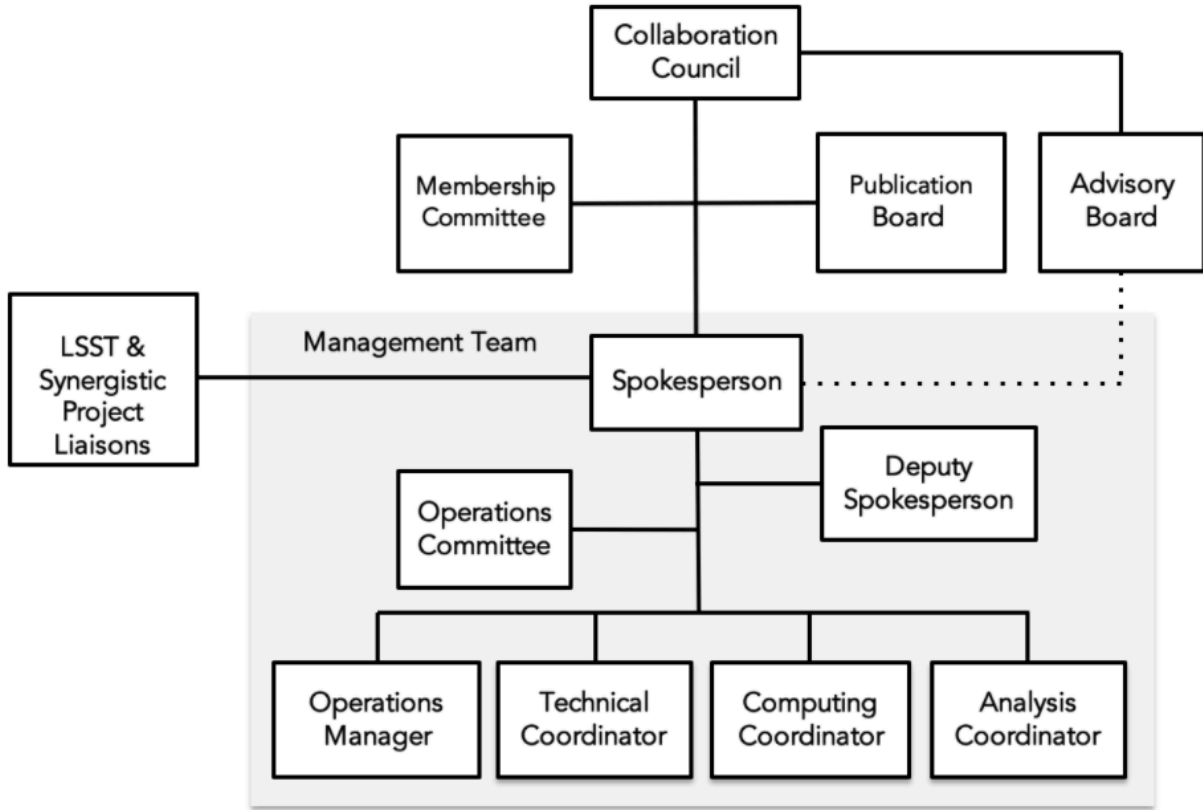 Collaboration
Council
Membership
Committee
Publication
Board
Advisory
Board
LSST &
Synergistic
Project
Liaisons
Management Team
Spokesperson
Deputy
Spokesperson
Operations
Committee
Operations
Manager
Technical
Coordinator
Computing
Coordinator
Analysis
Coordinator